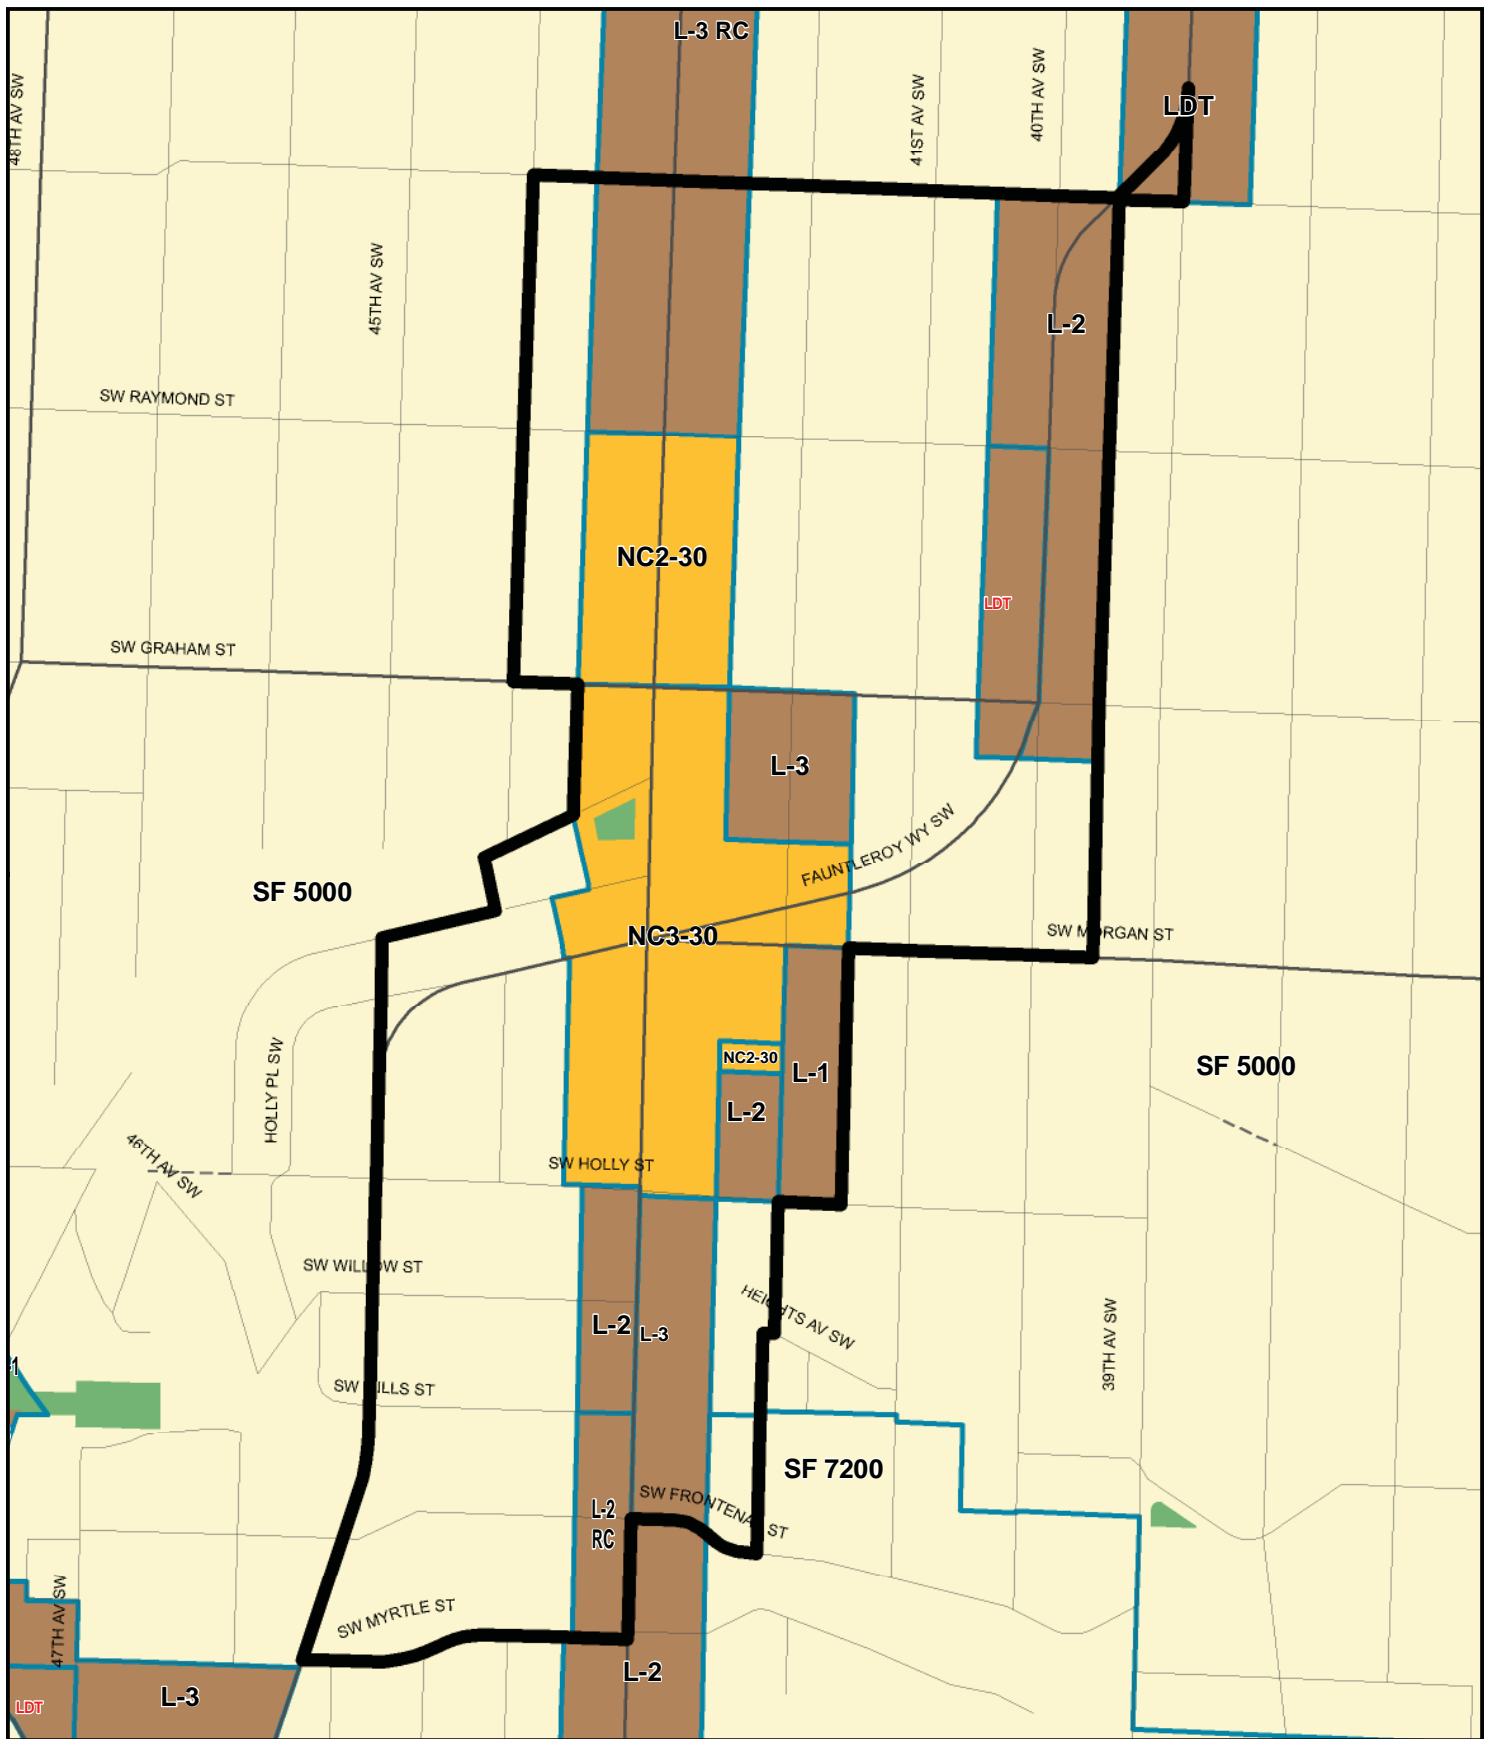 L-3 RC
48TH AV SW
41ST AV SW
40TH AV SW
LDT
45TH AV SW
L-2
SW RAYMOND ST
NC2-30
LDT
SW GRAHAM ST
L-3
FAUNTLEROY WY SW
SF 5000
NC3-30
SW MORGAN ST
NC2-30
L-1
SF 5000
HOLLY PL SW
L-2
46TH AV SW
SW HOLLY ST
SW WILLOW ST
HEIGHTS AV SW
L-2
L-3
39TH AV SW
SW MILLS ST
SF 7200
L-2
RC
SW FRONTENAC ST
47TH AV SW
SW MYRTLE ST
L-2
L-3
LDT